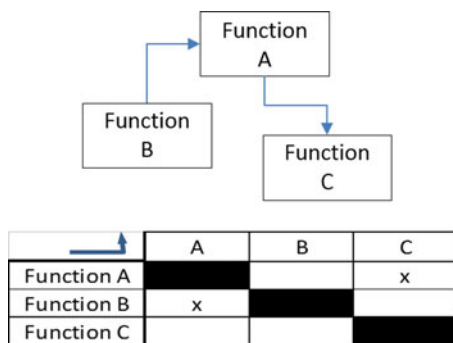 Function
A
Function
B
Function
C
A B C
Function A x
Function B x
Function C